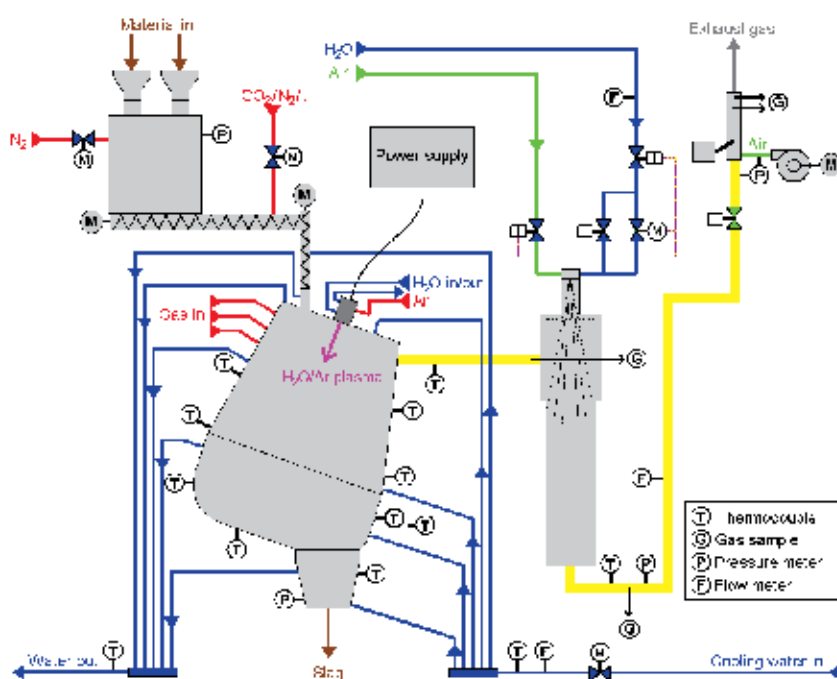 Material in
H₂O
Air
Exhaust gas
CO₂/N₂/
G
N₂
M
P
N
Power supply
F
Air
P
M
M
M
M
H₂O in/out
Ar
Gas in
H₂O/Ar plasma
T
T
G
T
T
T
T
T
T
T
T
F
T
P
P
G
T Thermocouple
G Gas sample
P Pressure meter
F Flow meter
Water out
T
Slag
T
F
M
Cooling water in